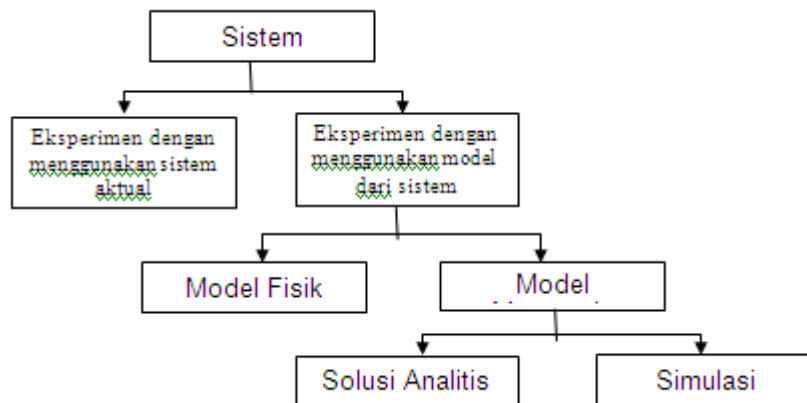 Sistem
Eksperimen dengan
menggunakan sistem
aktual
Eksperimen dengan
menggunakan model
dari sistem
Model Fisik
Model
Solusi Analitis
Simulasi